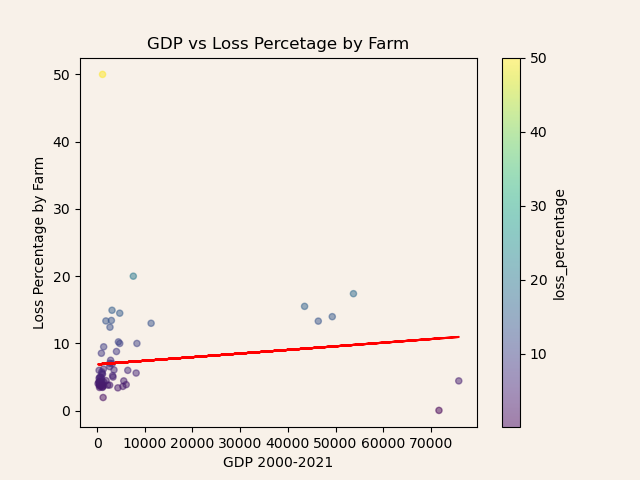 GDP vs Loss Percetage by Farm
Loss Percentage by Farm
50
40
30
20
10
0
0 10000 20000 30000 40000 50000 60000 70000
GDP 2000-2021
50
40
30
20
10
loss_percentage